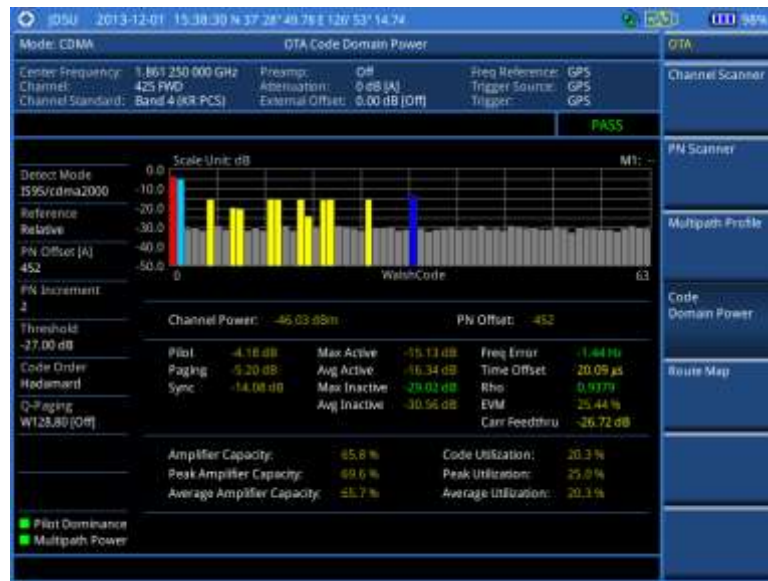 JDSU 2013-12-01 15:38:30 N 37° 28' 49.78 E 126° 53' 14.74 98%
Mode: CDMA OTA Code Domain Power OTA
Center Frequency: 1.861 250 000 GHz Preamp: Off Freq Reference: GPS
Channel: 425 FWD Attenuation: 0 dB [A] Trigger Source: GPS
Channel Standard: Band 4 (KR PCS) External Offset: 0.00 dB [Off] Trigger: GPS
PASS
Channel Scanner
PN Scanner
Multipath Profile
Code
Domain Power
Route Map
Detect Mode
IS95/cdma2000
Reference
Relative
PN Offset [A]
452
PN Increment
2
Threshold
-27.00 dB
Code Order
Hadamard
Q-Paging
W128,80 [Off]
Pilot Dominance
Multipath Power
Scale Unit: dB M1: --
0.0
-10.0
-20.0
-30.0
-40.0
-50.0
0 WalshCode 63
Channel Power: -46.03 dBm PN Offset: 452
Pilot -4.18 dB Max Active -15.13 dB Freq Error -1.44 Hz
Paging -5.20 dB Avg Active -16.34 dB Time Offset 20.09 µs
Sync -14.08 dB Max Inactive -29.02 dB Rho 0.9379
Avg Inactive -30.56 dB EVM 25.44 %
Carr Feedthru -26.72 dB
Amplifier Capacity: 65.8 % Code Utilization: 20.3 %
Peak Amplifier Capacity: 69.6 % Peak Utilization: 25.0 %
Average Amplifier Capacity: 65.7 % Average Utilization: 20.3 %